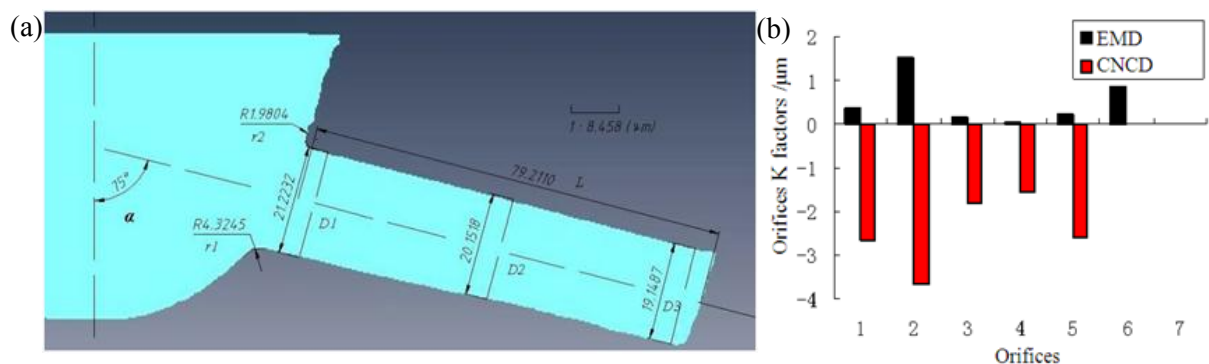 (a)
R1.9804
r2
1 : 8.458 (μm)
79.2110 L
75°
α
21.2232
D1
R4.3245
r1
20.1518
D2
19.1487
D3
(b)
EMD
CNCD
Orifices K factors /μm
2
1
0
-1
-2
-3
-4
1 2 3 4 5 6 7
Orifices